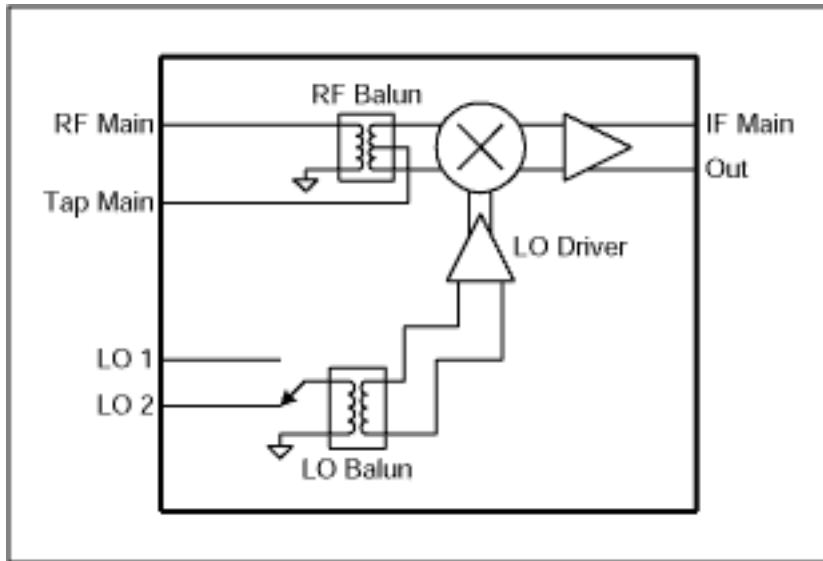 RF Balun
RF Main
IF Main
Out
Tap Main
LO Driver
LO 1
LO 2
LO Balun